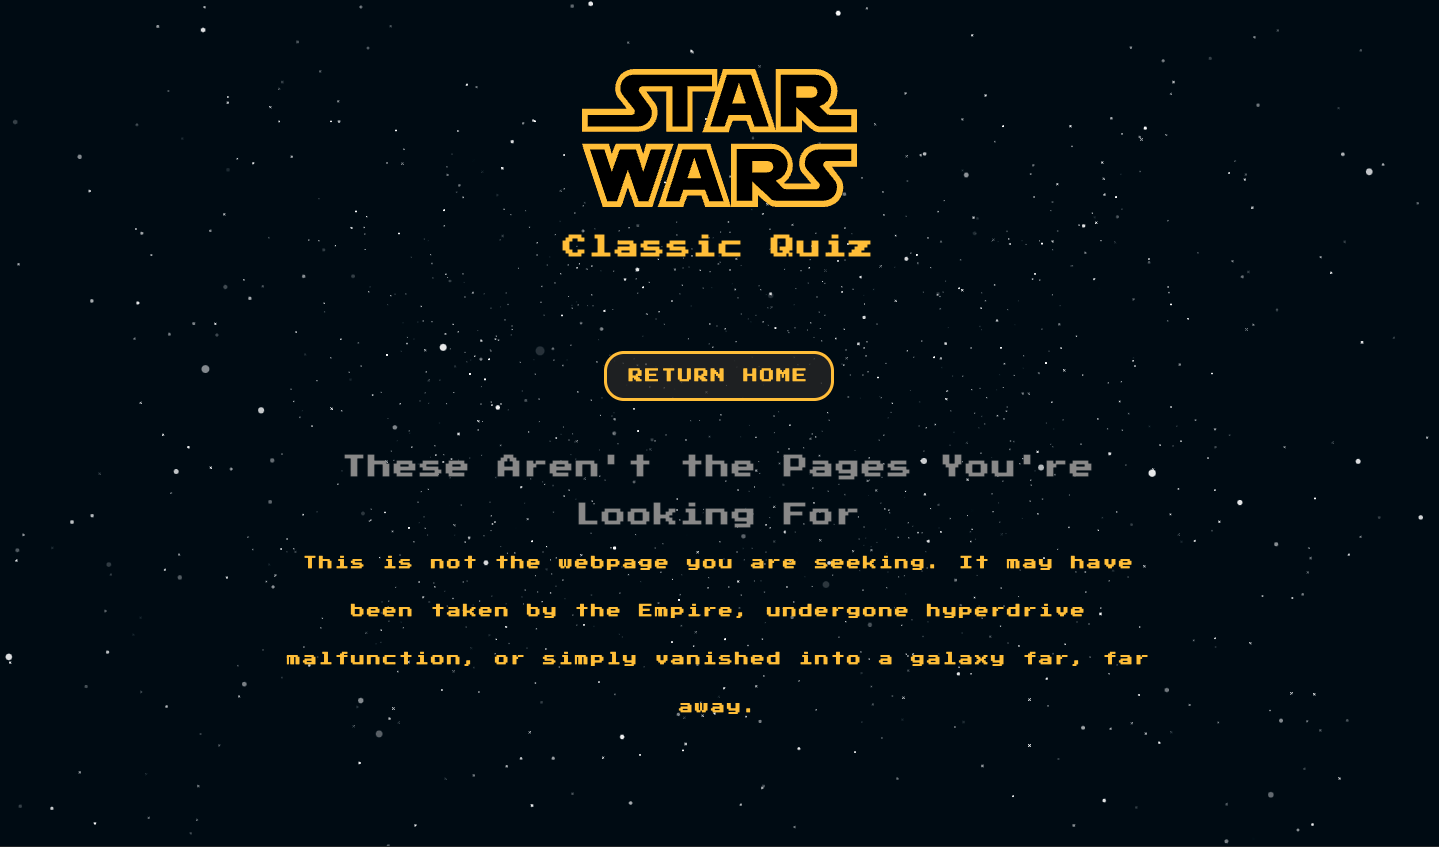 STAR
WARS
Classic Quiz
RETURN HOME
These Aren't the Pages You're
Looking For
This is not the webpage you are seeking. It may have
been taken by the Empire, undergone hyperdrive
malfunction, or simply vanished into a galaxy far, far
away.